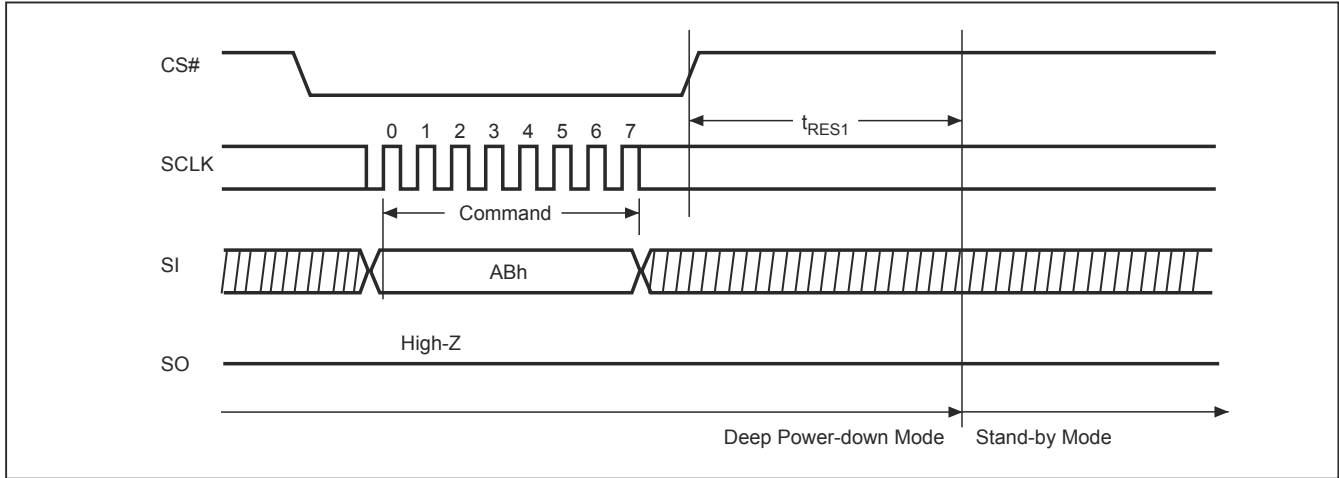 CS#
tRES1
0 1 2 3 4 5 6 7
SCLK
Command
SI
ABh
High-Z
SO
Deep Power-down Mode Stand-by Mode